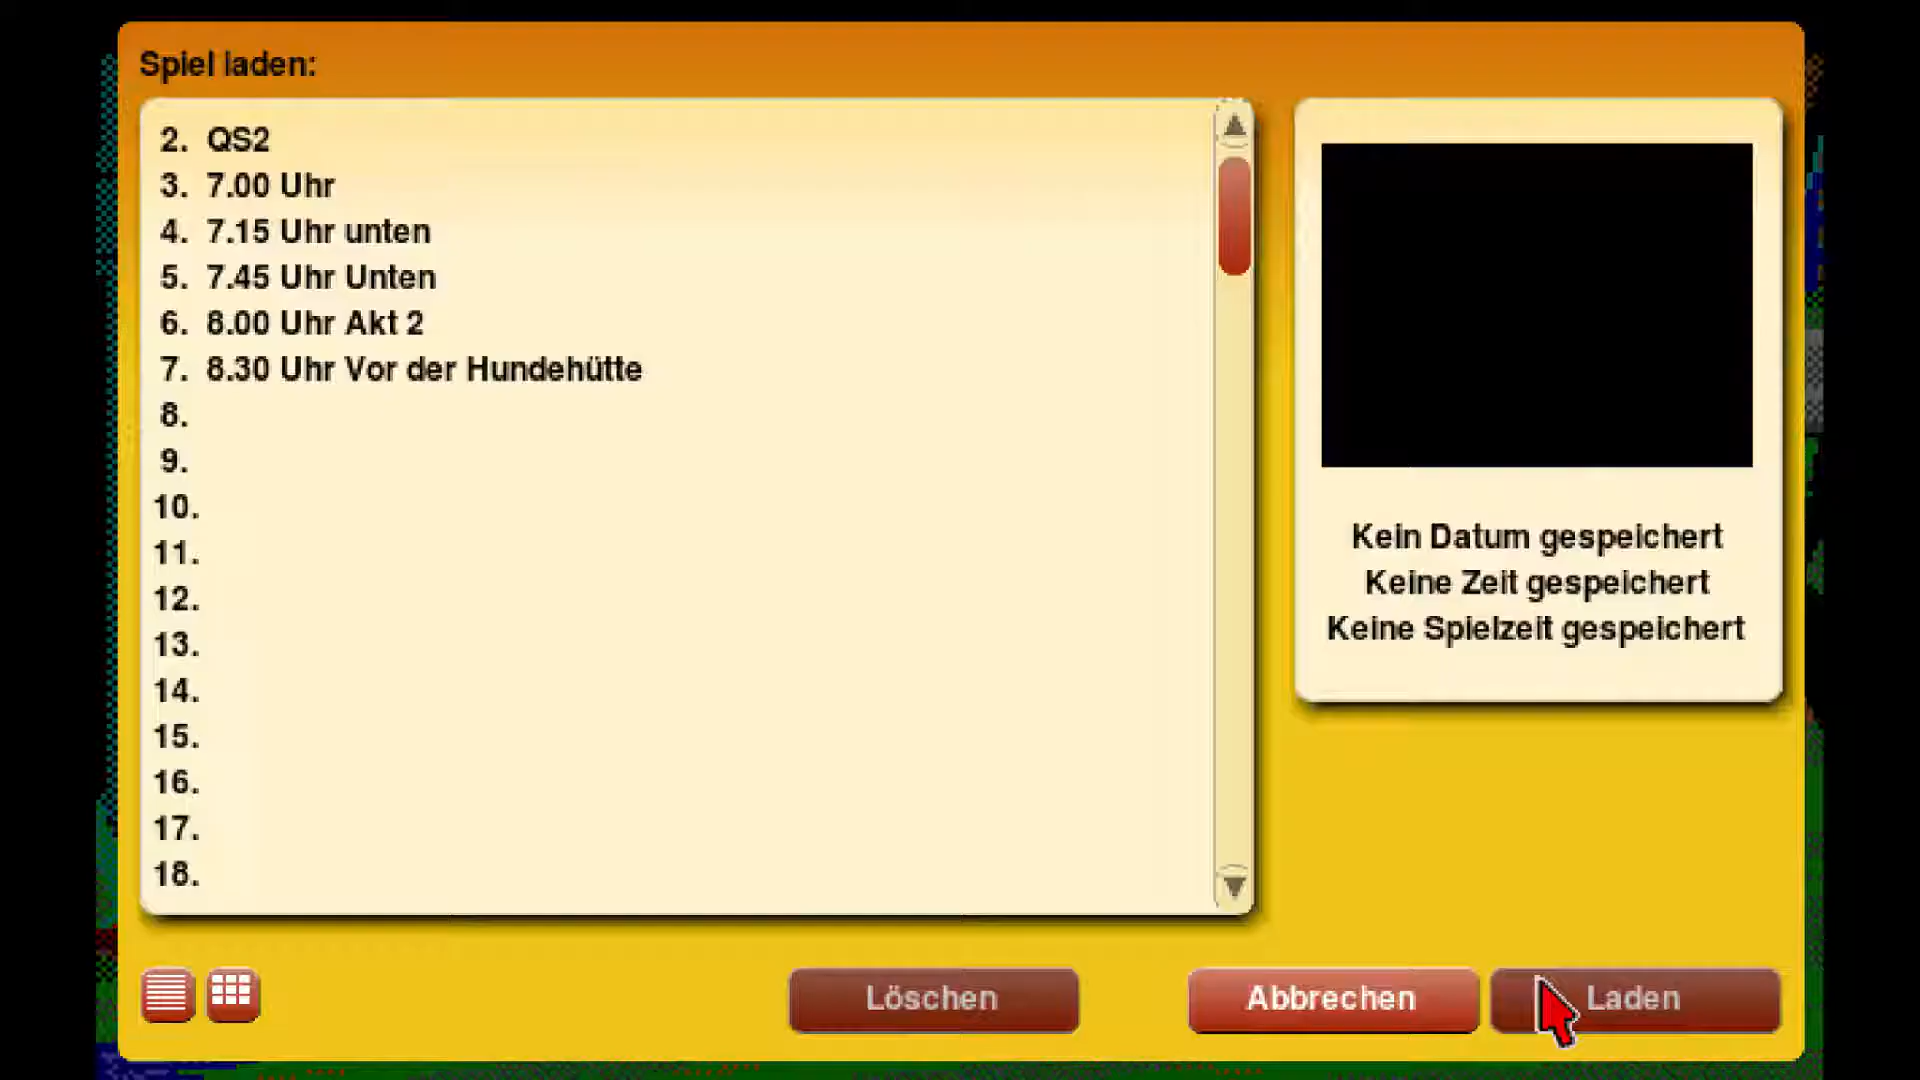 Spiel laden:
2. QS2
3. 7.00 Uhr
4. 7.15 Uhr unten
5. 7.45 Uhr Unten
6. 8.00 Uhr Akt 2
7. 8.30 Uhr Vor der Hundehütte
8.
9.
10.
11.
12.
13.
14.
15.
16.
17.
18.
Kein Datum gespeichert
Keine Zeit gespeichert
Keine Spielzeit gespeichert
Löschen
Abbrechen
Laden